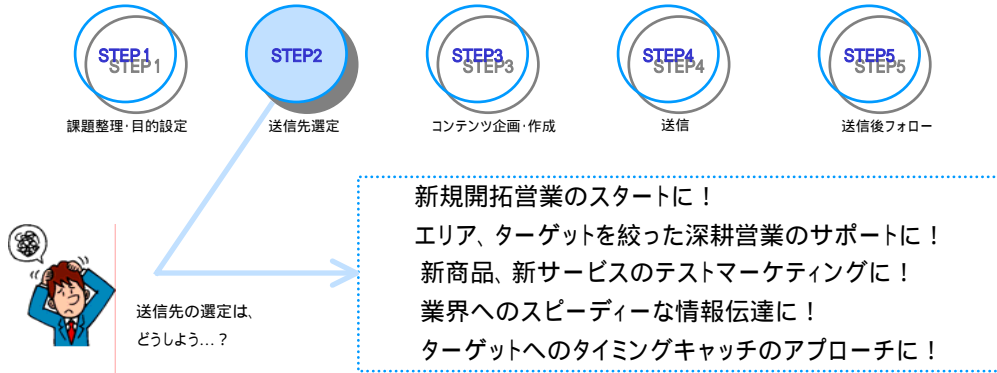 STEP1
STEP2
STEP3
STEP4
STEP5
課題整理・目的設定
送信先選定
コンテンツ企画・作成
送信
送信後フォロー
新規開拓営業のスタートに！
エリア、ターゲットを絞った深耕営業のサポートに！
新商品、新サービスのテストマーケティングに！
業界へのスピーディーな情報伝達に！
ターゲットへのタイミングキャッチのアプローチに！
送信先の選定は、
どうしよう…？